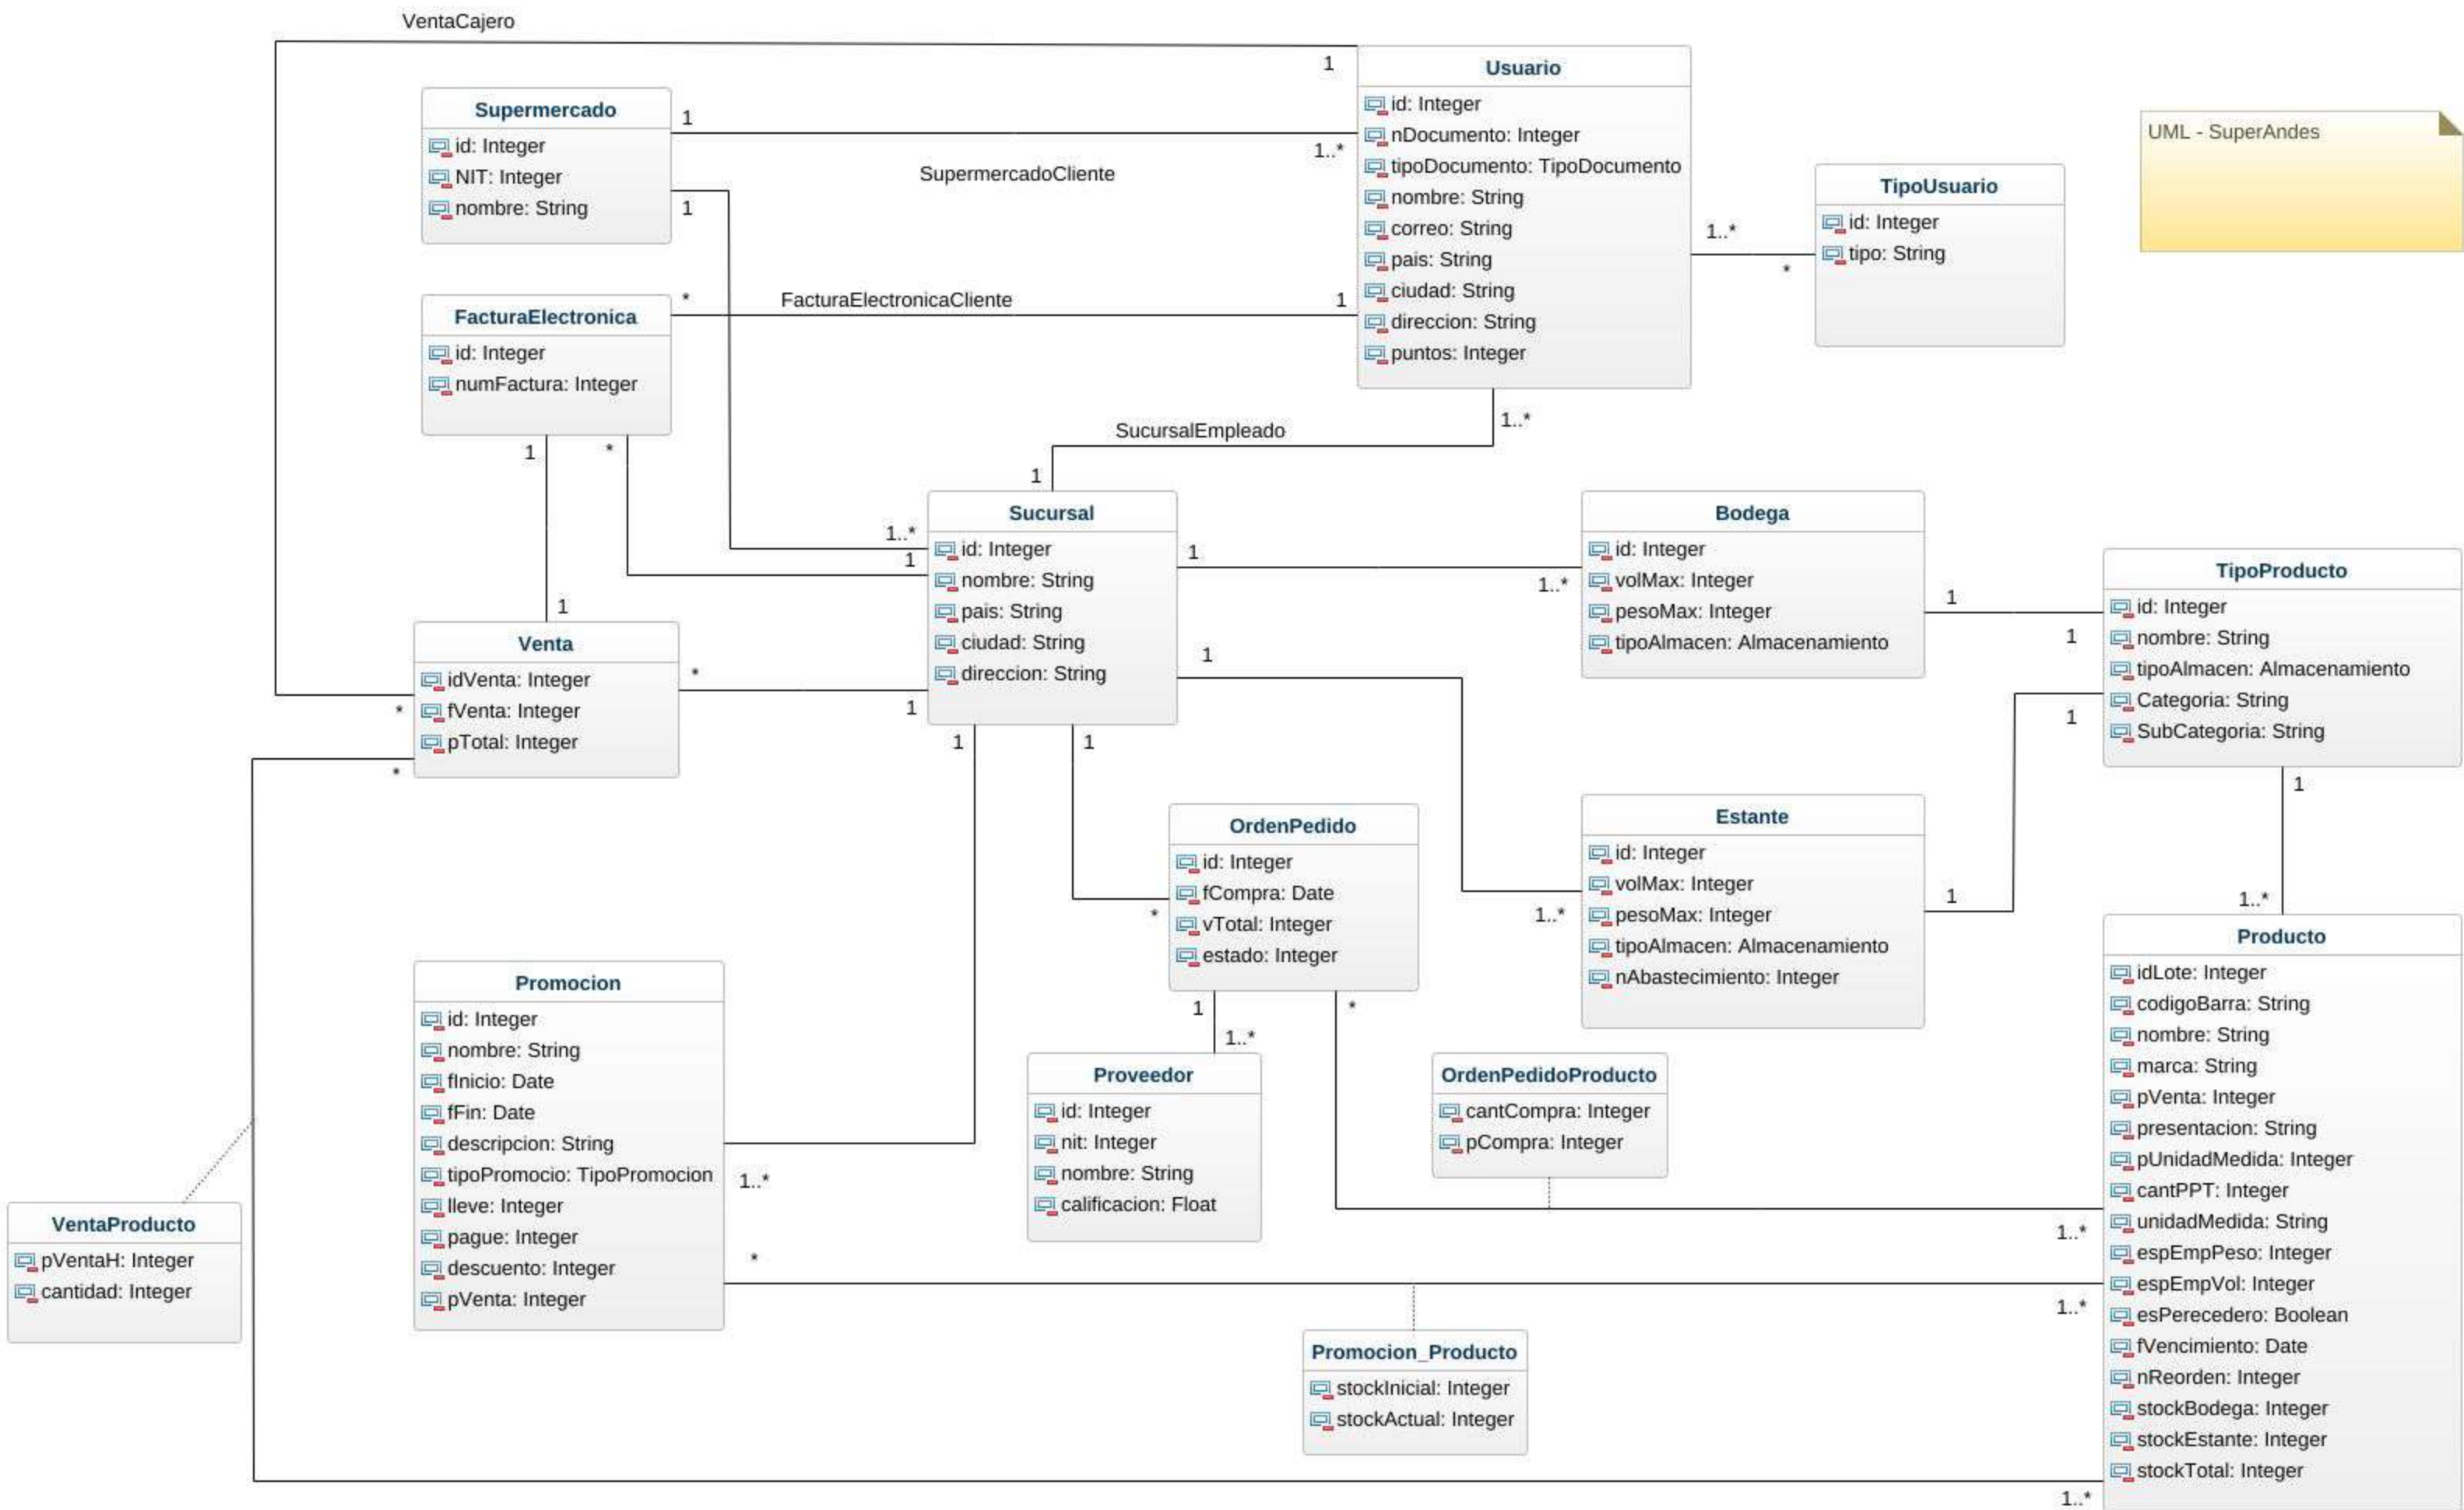 VentaCajero
1
Usuario
id: Integer
nDocumento: Integer
tipoDocumento: TipoDocumento
nombre: String
correo: String
pais: String
ciudad: String
direccion: String
puntos: Integer
Supermercado
id: Integer
NIT: Integer
nombre: String
1
1..*
SupermercadoCliente
1
UML - SuperAndes
TipoUsuario
id: Integer
tipo: String
1..*
*
FacturaElectronica
id: Integer
numFactura: Integer
*
FacturaElectronicaCliente
1
1..*
SucursalEmpleado
1
1
*
1..*
1
1
Sucursal
id: Integer
nombre: String
pais: String
ciudad: String
direccion: String
1
1..*
Bodega
id: Integer
volMax: Integer
pesoMax: Integer
tipoAlmacen: Almacenamiento
1
1
TipoProducto
id: Integer
nombre: String
tipoAlmacen: Almacenamiento
Categoria: String
SubCategoria: String
1
1
Venta
idVenta: Integer
fVenta: Integer
pTotal: Integer
*
*
*
1
1
1
1
OrdenPedido
id: Integer
fCompra: Date
vTotal: Integer
estado: Integer
*
1
1..*
*
Estante
id: Integer
volMax: Integer
pesoMax: Integer
tipoAlmacen: Almacenamiento
nAbastecimiento: Integer
1..*
1
1..*
Producto
idLote: Integer
codigoBarra: String
nombre: String
marca: String
pVenta: Integer
presentacion: String
pUnidadMedida: Integer
cantPPT: Integer
unidadMedida: String
espEmpPeso: Integer
espEmpVol: Integer
esPerecedero: Boolean
fVencimiento: Date
nReorden: Integer
stockBodega: Integer
stockEstante: Integer
stockTotal: Integer
Promocion
id: Integer
nombre: String
fInicio: Date
fFin: Date
descripcion: String
tipoPromocio: TipoPromocion
lleve: Integer
pague: Integer
descuento: Integer
pVenta: Integer
1..*
*
Proveedor
id: Integer
nit: Integer
nombre: String
calificacion: Float
OrdenPedidoProducto
cantCompra: Integer
pCompra: Integer
1..*
1..*
VentaProducto
pVentaH: Integer
cantidad: Integer
Promocion_Producto
stockInicial: Integer
stockActual: Integer
1..*